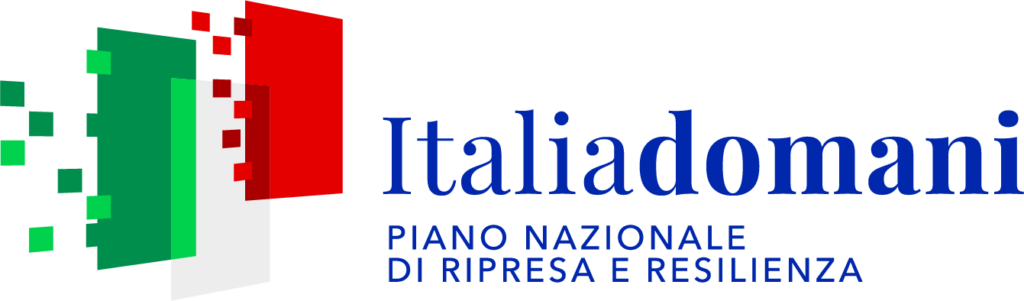 Italiadomani
PIANO NAZIONALE
DI RIPRESA E RESILIENZA